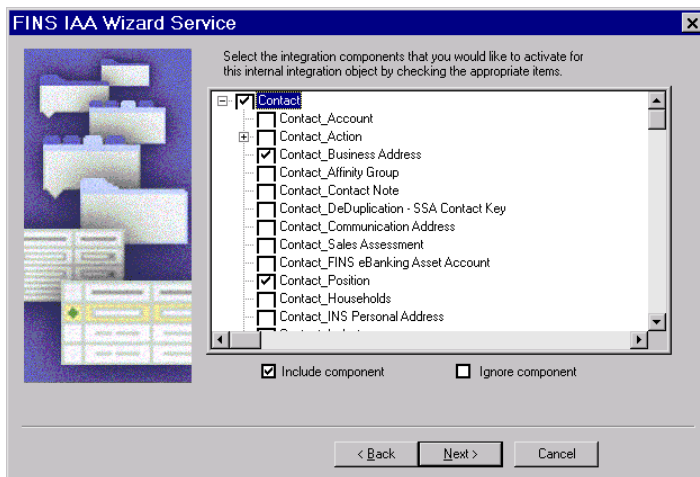 FINS IAA Wizard Service
Select the integration components that you would like to activate for
this internal integration object by checking the appropriate items.
Contact
Contact_Account
Contact_Action
Contact_Business Address
Contact_Affinity Group
Contact_Contact Note
Contact_DeDuplication - SSA Contact Key
Contact_Communication Address
Contact_Sales Assessment
Contact_FINS eBanking Asset Account
Contact_Position
Contact_Households
Contact_INS Personal Address
Include component Ignore component
< Back Next > Cancel